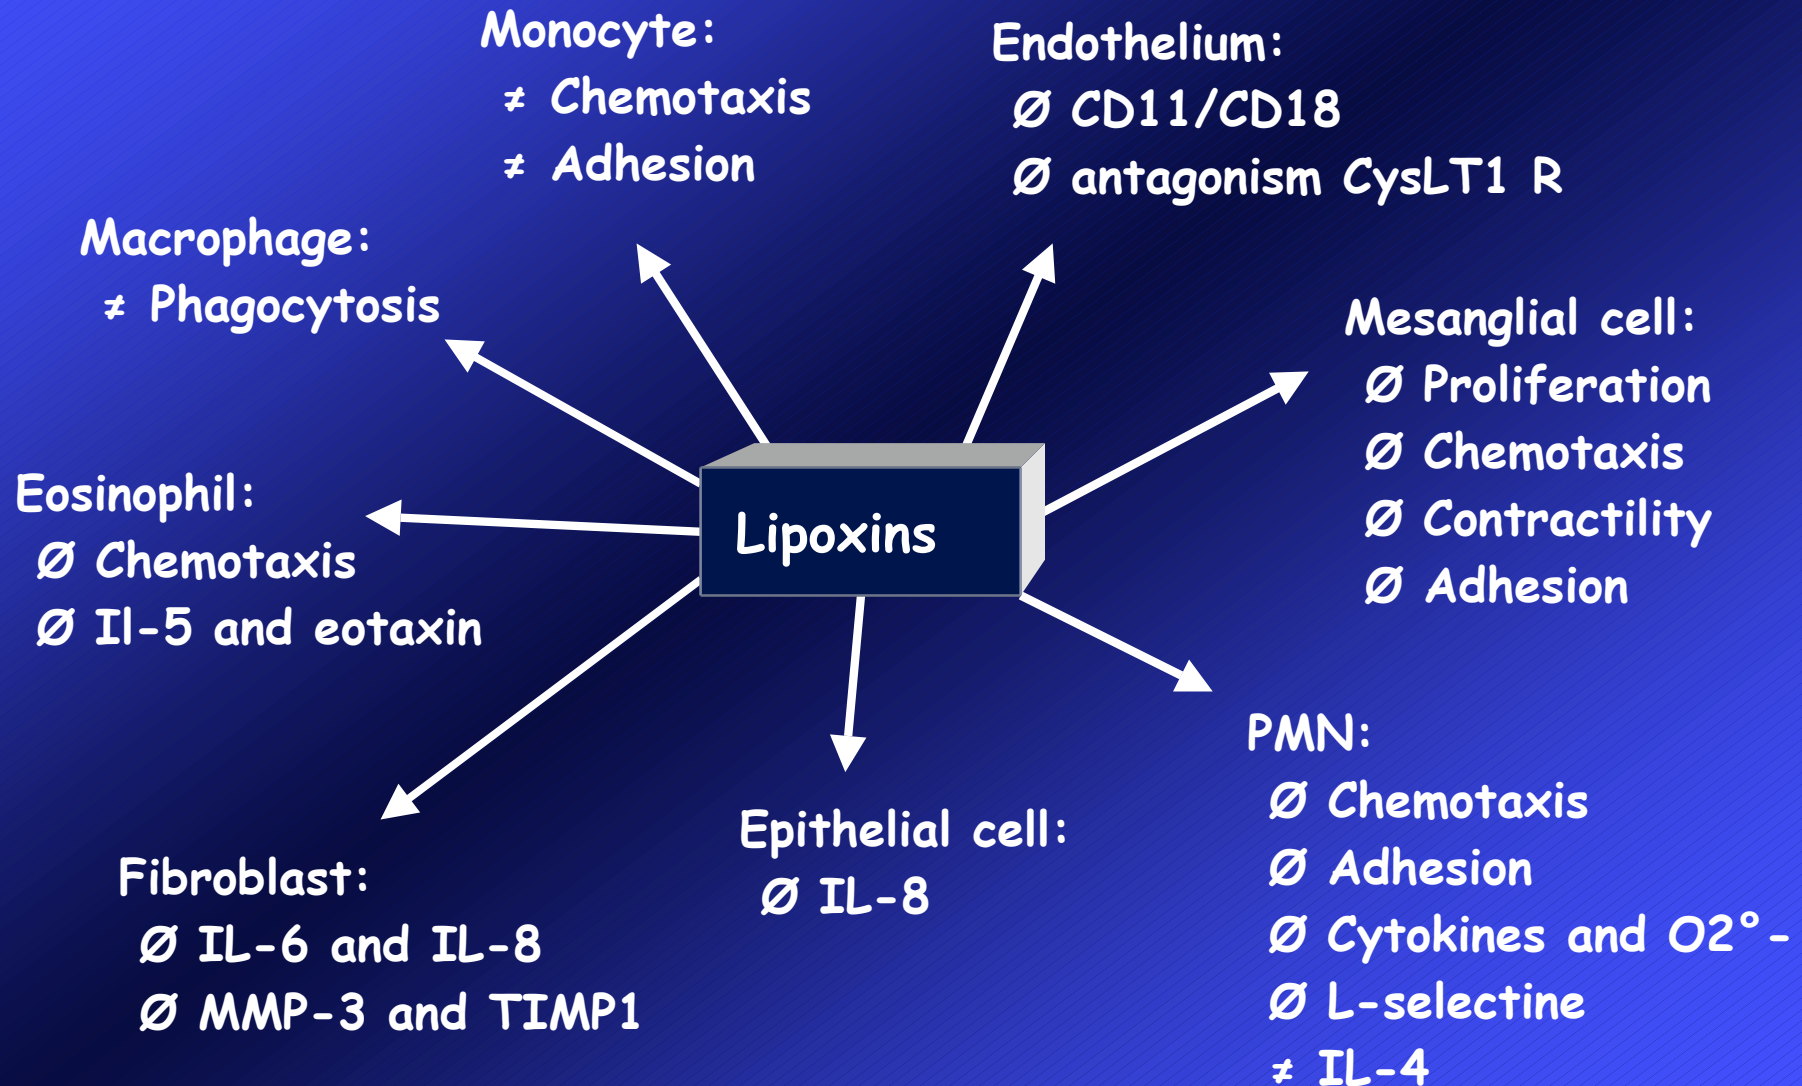 Monocyte:
≠ Chemotaxis
≠ Adhesion
Endothelium:
Ø CD11/CD18
Ø antagonism CysLT1 R
Macrophage:
≠ Phagocytosis
Mesanglial cell:
Ø Proliferation
Ø Chemotaxis
Ø Contractility
Ø Adhesion
Eosinophil:
Ø Chemotaxis
Ø Il-5 and eotaxin
Lipoxins
PMN:
Ø Chemotaxis
Ø Adhesion
Ø Cytokines and O2°-
Ø L-selectine
≠ IL-4
Epithelial cell:
Ø IL-8
Fibroblast:
Ø IL-6 and IL-8
Ø MMP-3 and TIMP1